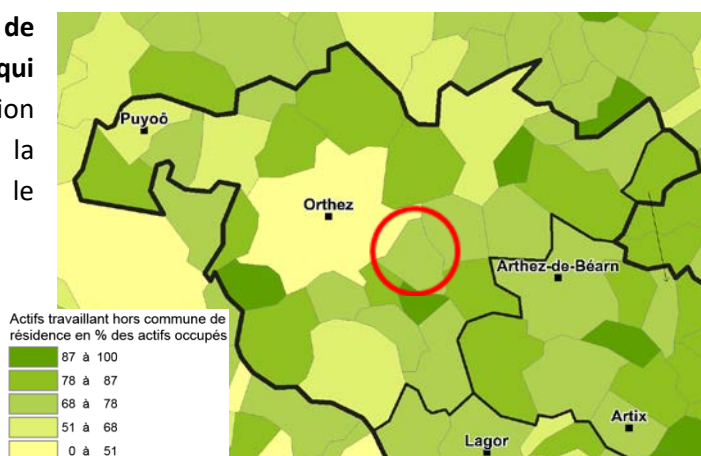 de
qui
ion
la
le
Puyoô
Orthez
Arthez-de-Béarn
Actifs travaillant hors commune de
résidence en % des actifs occupés
87 à 100
78 à 87
68 à 78
51 à 68
0 à 51
Artix
Lagor